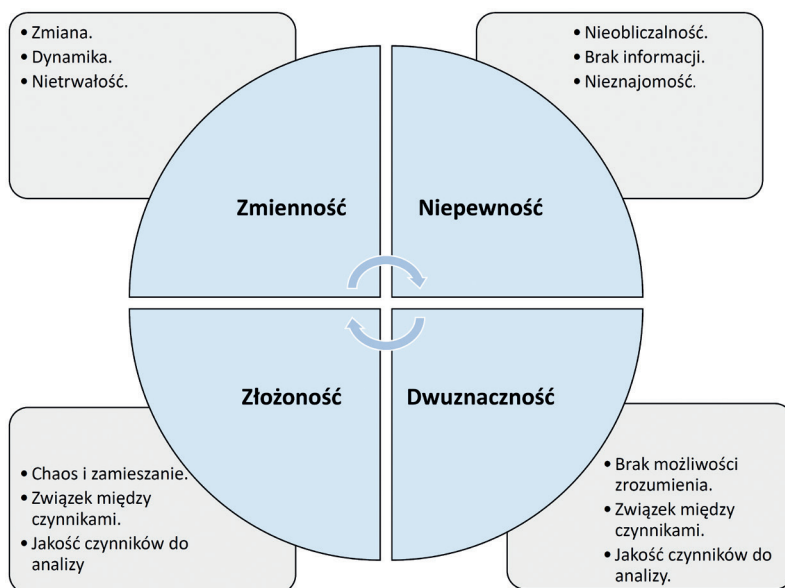 • Zmiana.
• Dynamika.
• Nietrwałość.
• Nieobliczalność.
• Brak informacji.
• Nieznajomość.
Zmienność
Niepewność
Złożoność
Dwuznaczność
• Chaos i zamieszanie.
• Związek między
czynnikami.
• Jakość czynników do
analizy
• Brak możliwości
zrozumienia.
• Związek między
czynnikami.
• Jakość czynników do
analizy.